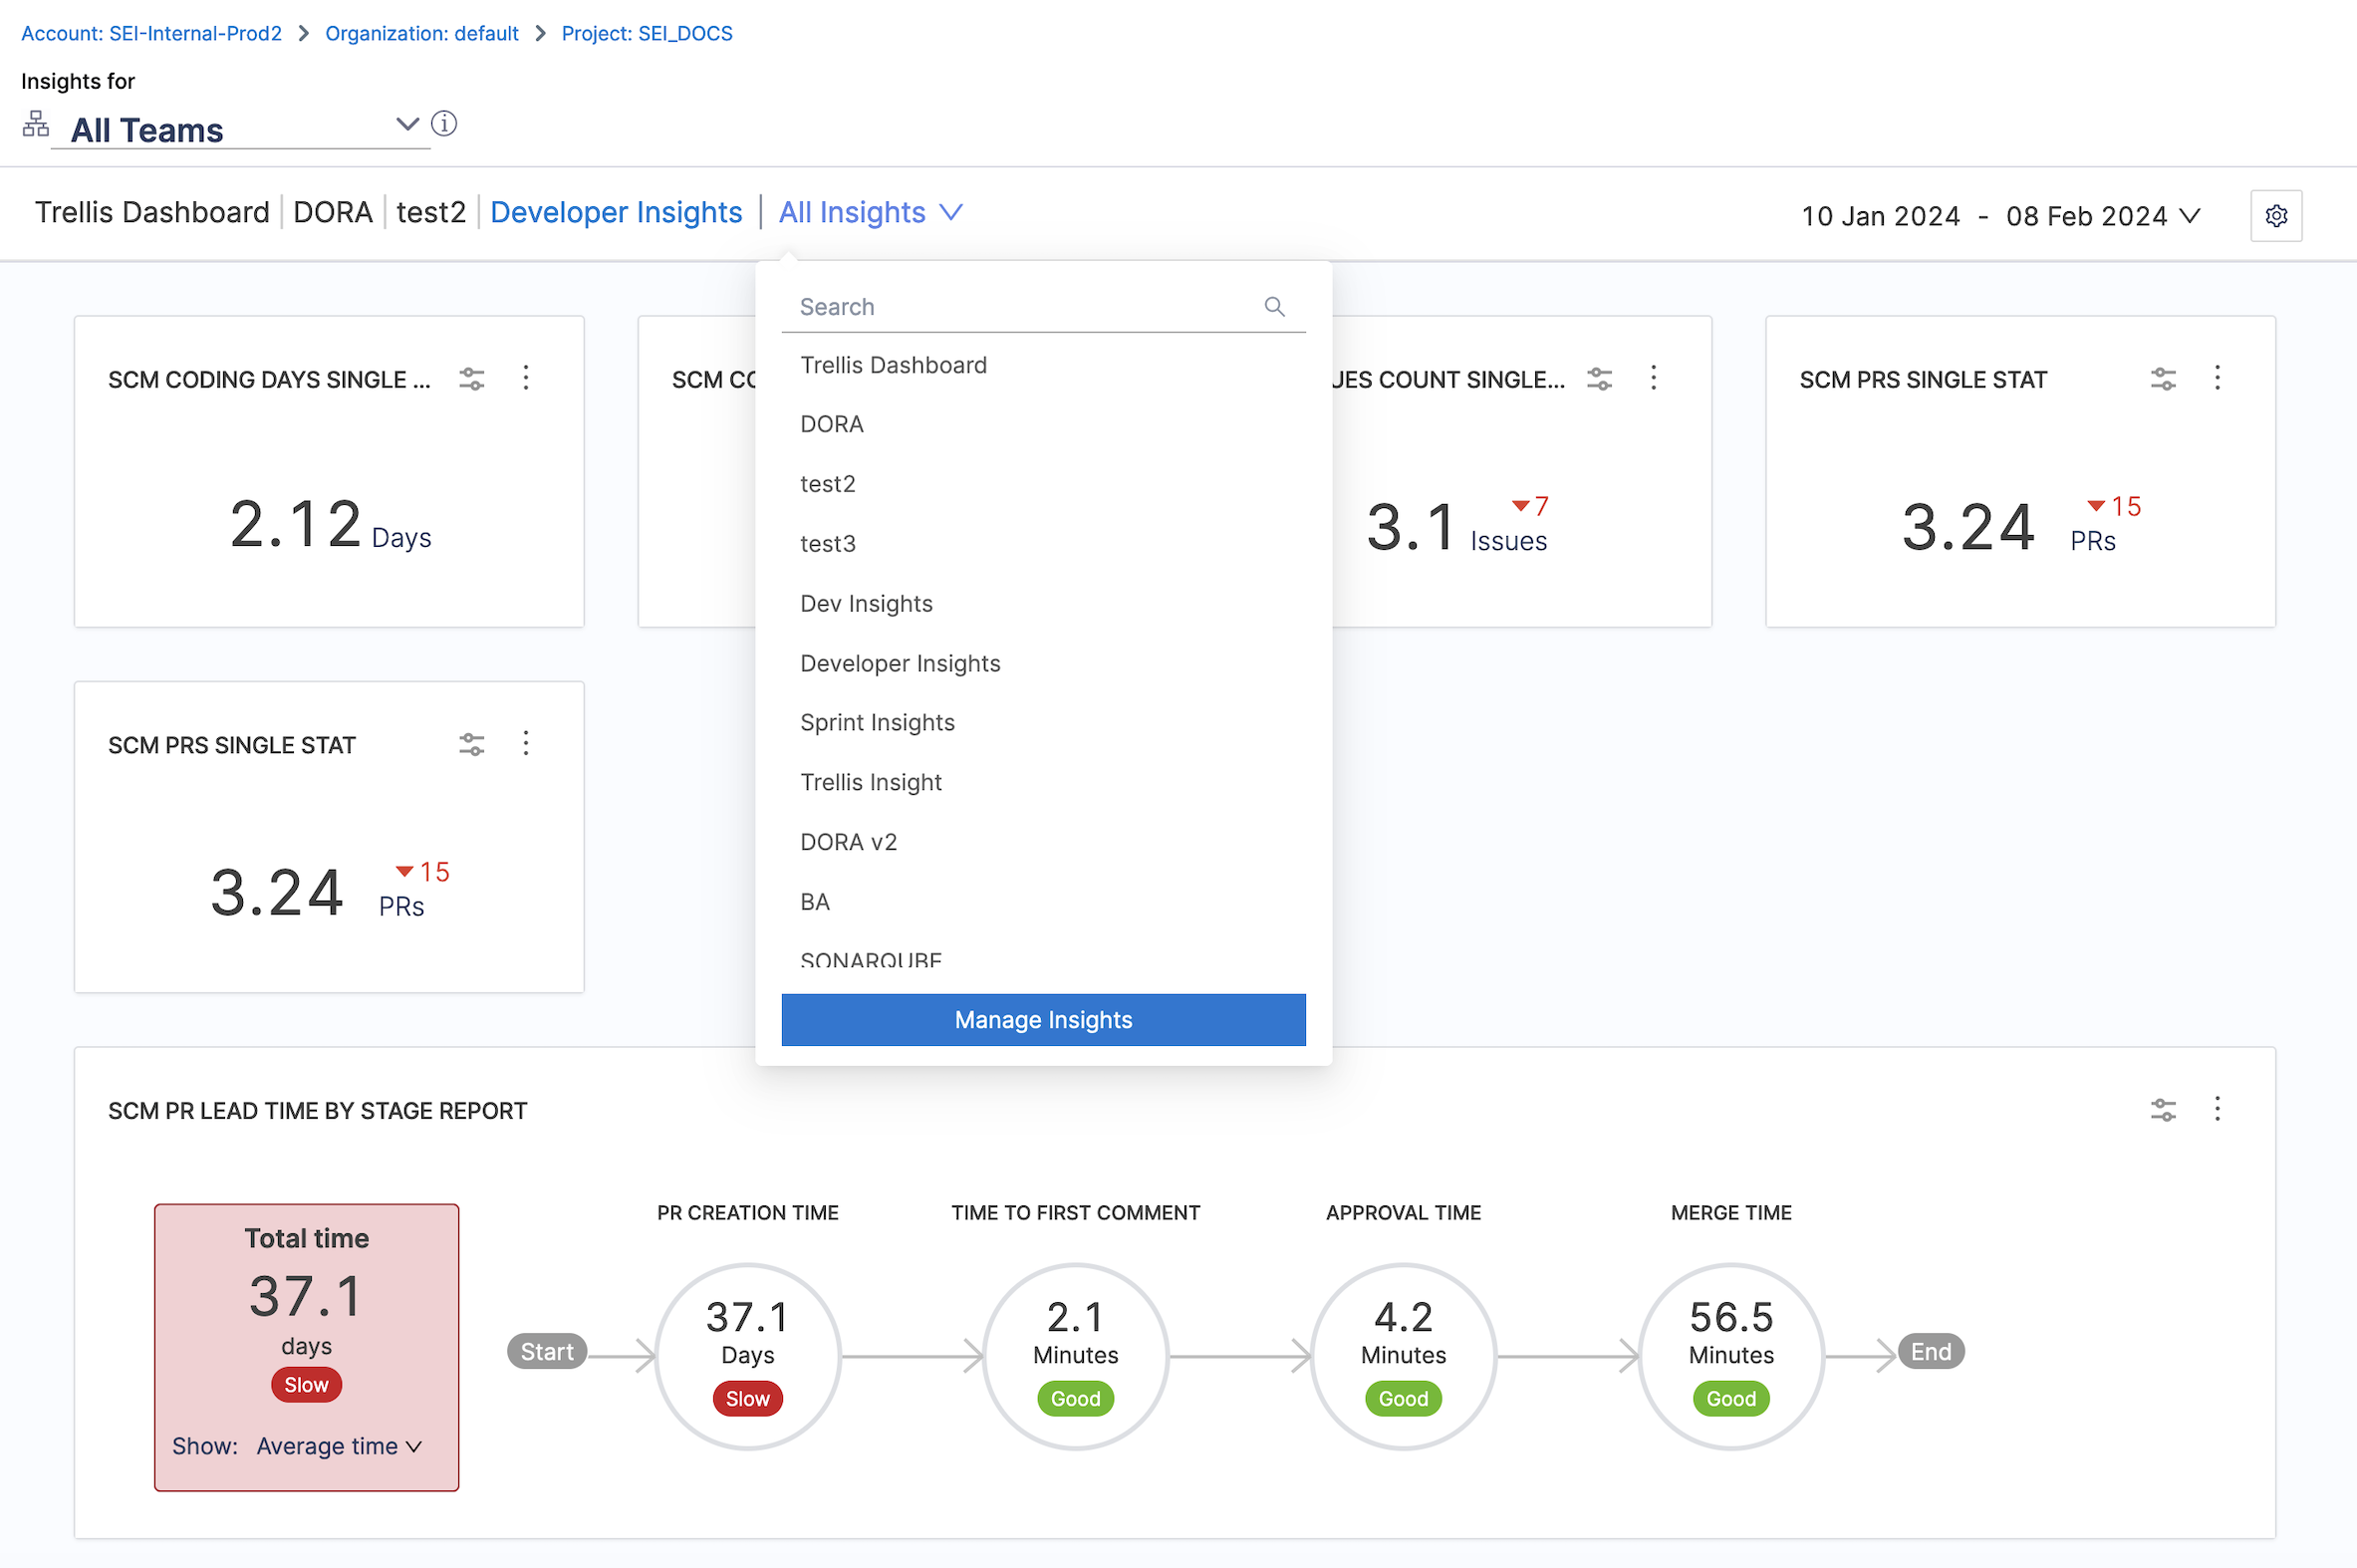 Account: SEI-Internal-Prod2 > Organization: default > Project: SEI_DOCS
Insights for
All Teams
Trellis Dashboard | DORA | test2 | Developer Insights | All Insights
10 Jan 2024 - 08 Feb 2024
Search
Trellis Dashboard
DORA
test2
test3
Dev Insights
Developer Insights
Sprint Insights
Trellis Insight
DORA v2
BA
SONARQUBE
Manage Insights
SCM CODING DAYS SINGLE ...
2.12 Days
SCM CO
UES COUNT SINGLE...
3.1 Issues
7
SCM PRS SINGLE STAT
3.24 PRs
15
SCM PRS SINGLE STAT
3.24 PRs
15
SCM PR LEAD TIME BY STAGE REPORT
Total time
37.1
days
Slow
Show: Average time
Start
PR CREATION TIME
37.1
Days
Slow
TIME TO FIRST COMMENT
2.1
Minutes
Good
APPROVAL TIME
4.2
Minutes
Good
MERGE TIME
56.5
Minutes
Good
End